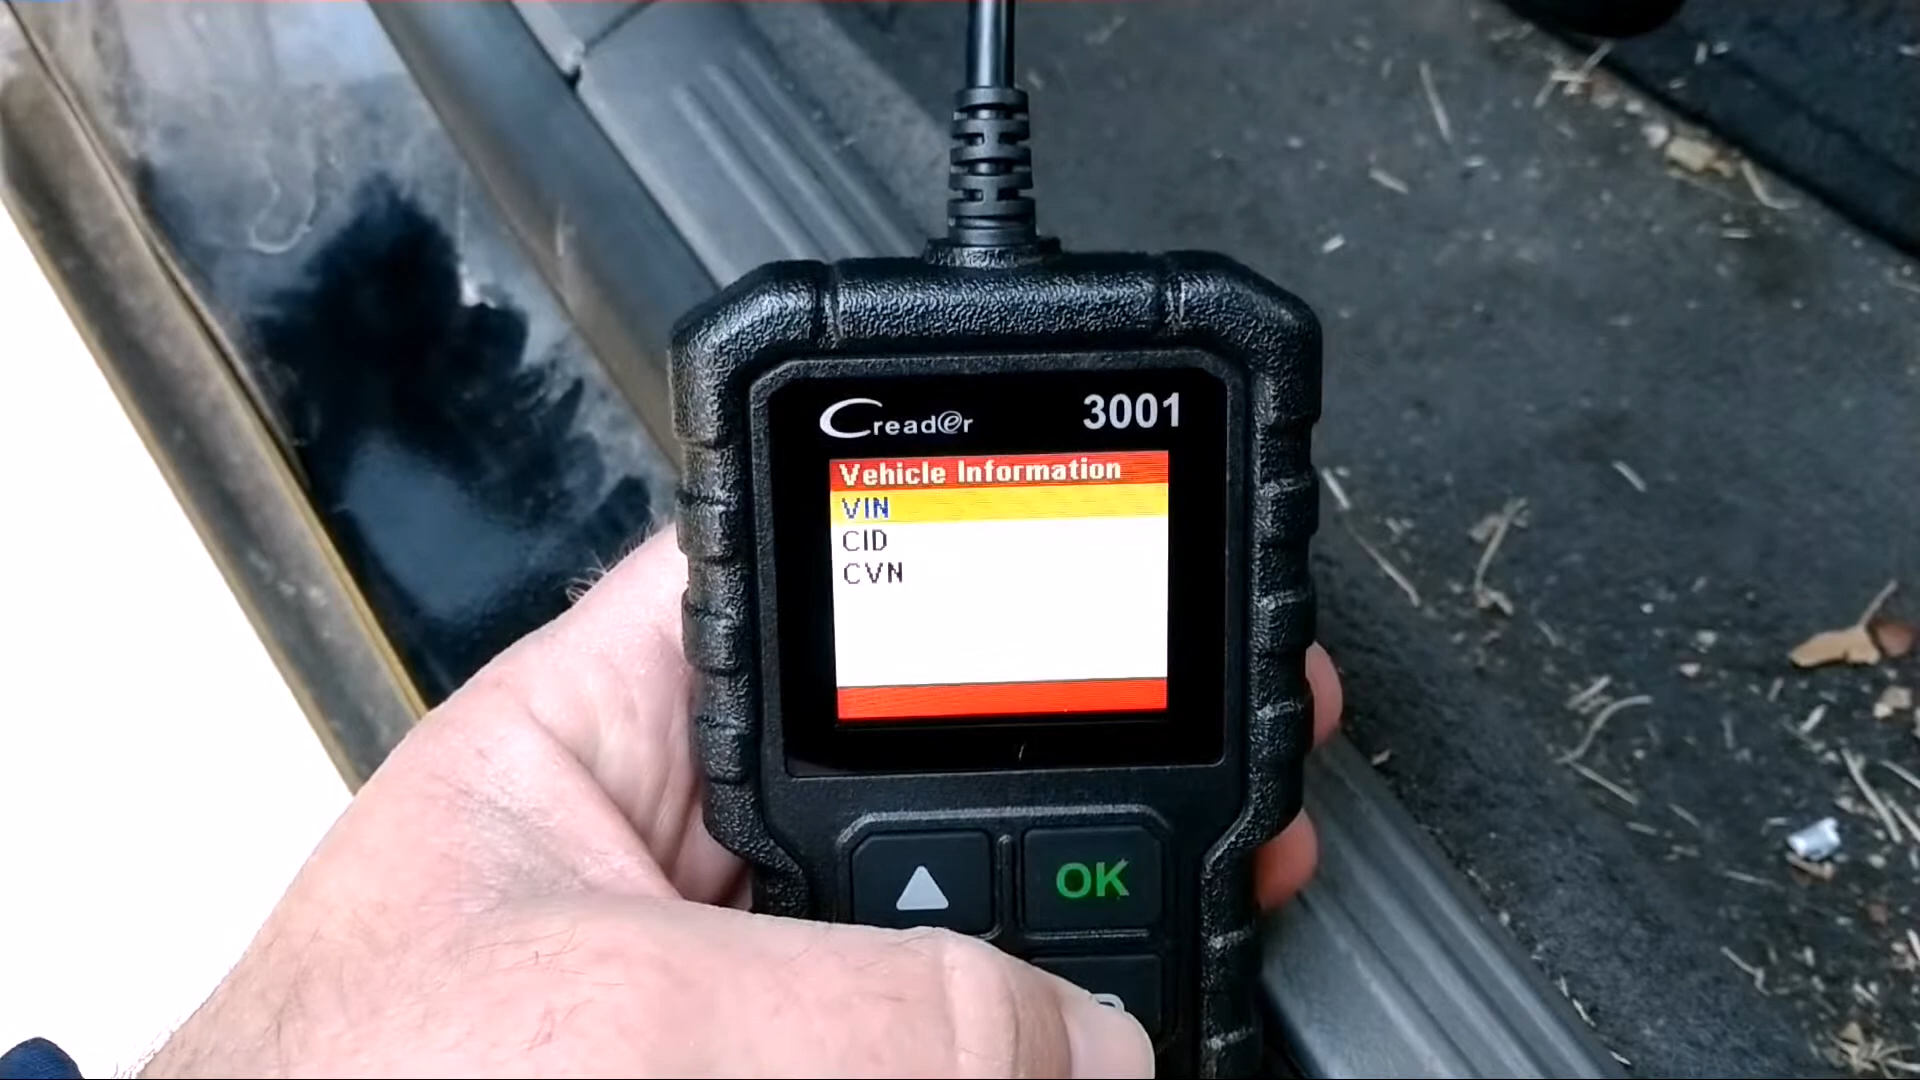 Creader
3001
Vehicle Information
VIN
CID
CVN
OK